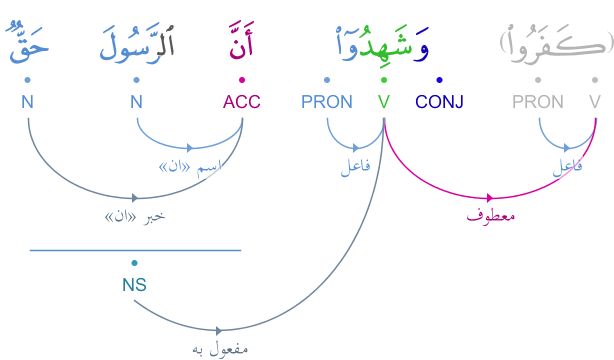 (كَفَرُوا۟) وَشَهِدُوٓا۟ أَنَّ ٱلرَّسُولَ حَقٌّۭ
V PRON CONJ V PRON ACC N N
فاعل فاعل اسم «ان»
معطوف خبر «ان»
NS
مفعول به